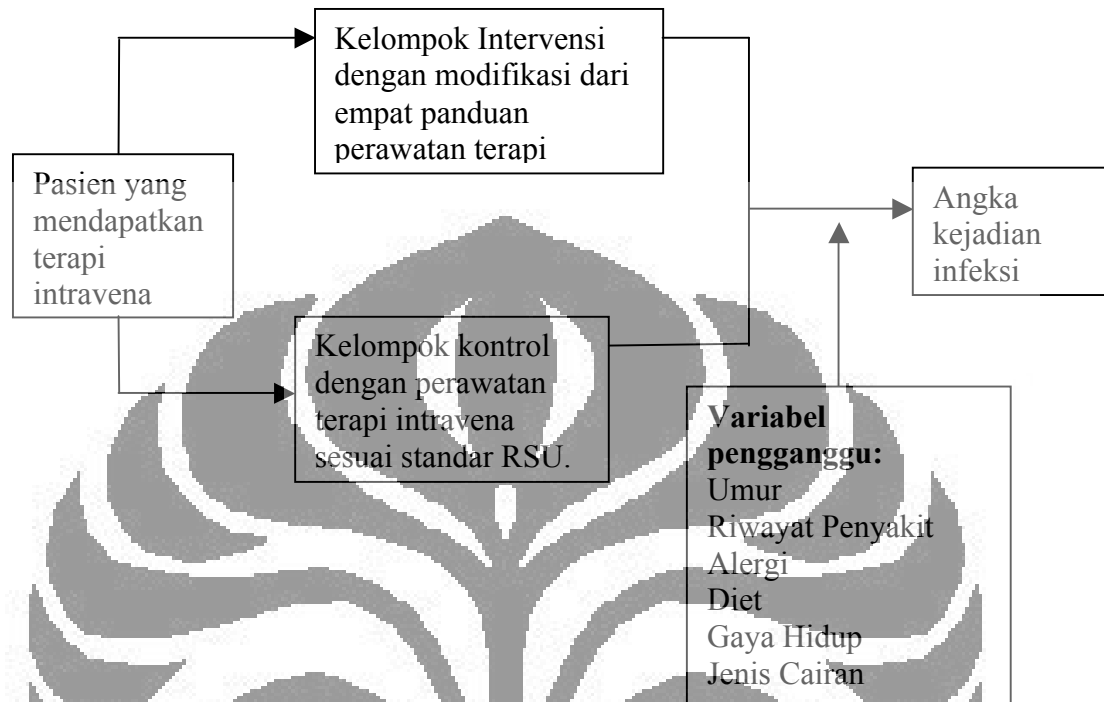 Kelompok Intervensi
dengan modifikasi dari
empat panduan
perawatan terapi
Pasien yang
mendapatkan
terapi
intravena
Angka
kejadian
infeksi
Kelompok kontrol
dengan perawatan
terapi intravena
sesuai standar RSU.
Variabel
pengganggu:
Umur
Riwayat Penyakit
Alergi
Diet
Gaya Hidup
Jenis Cairan